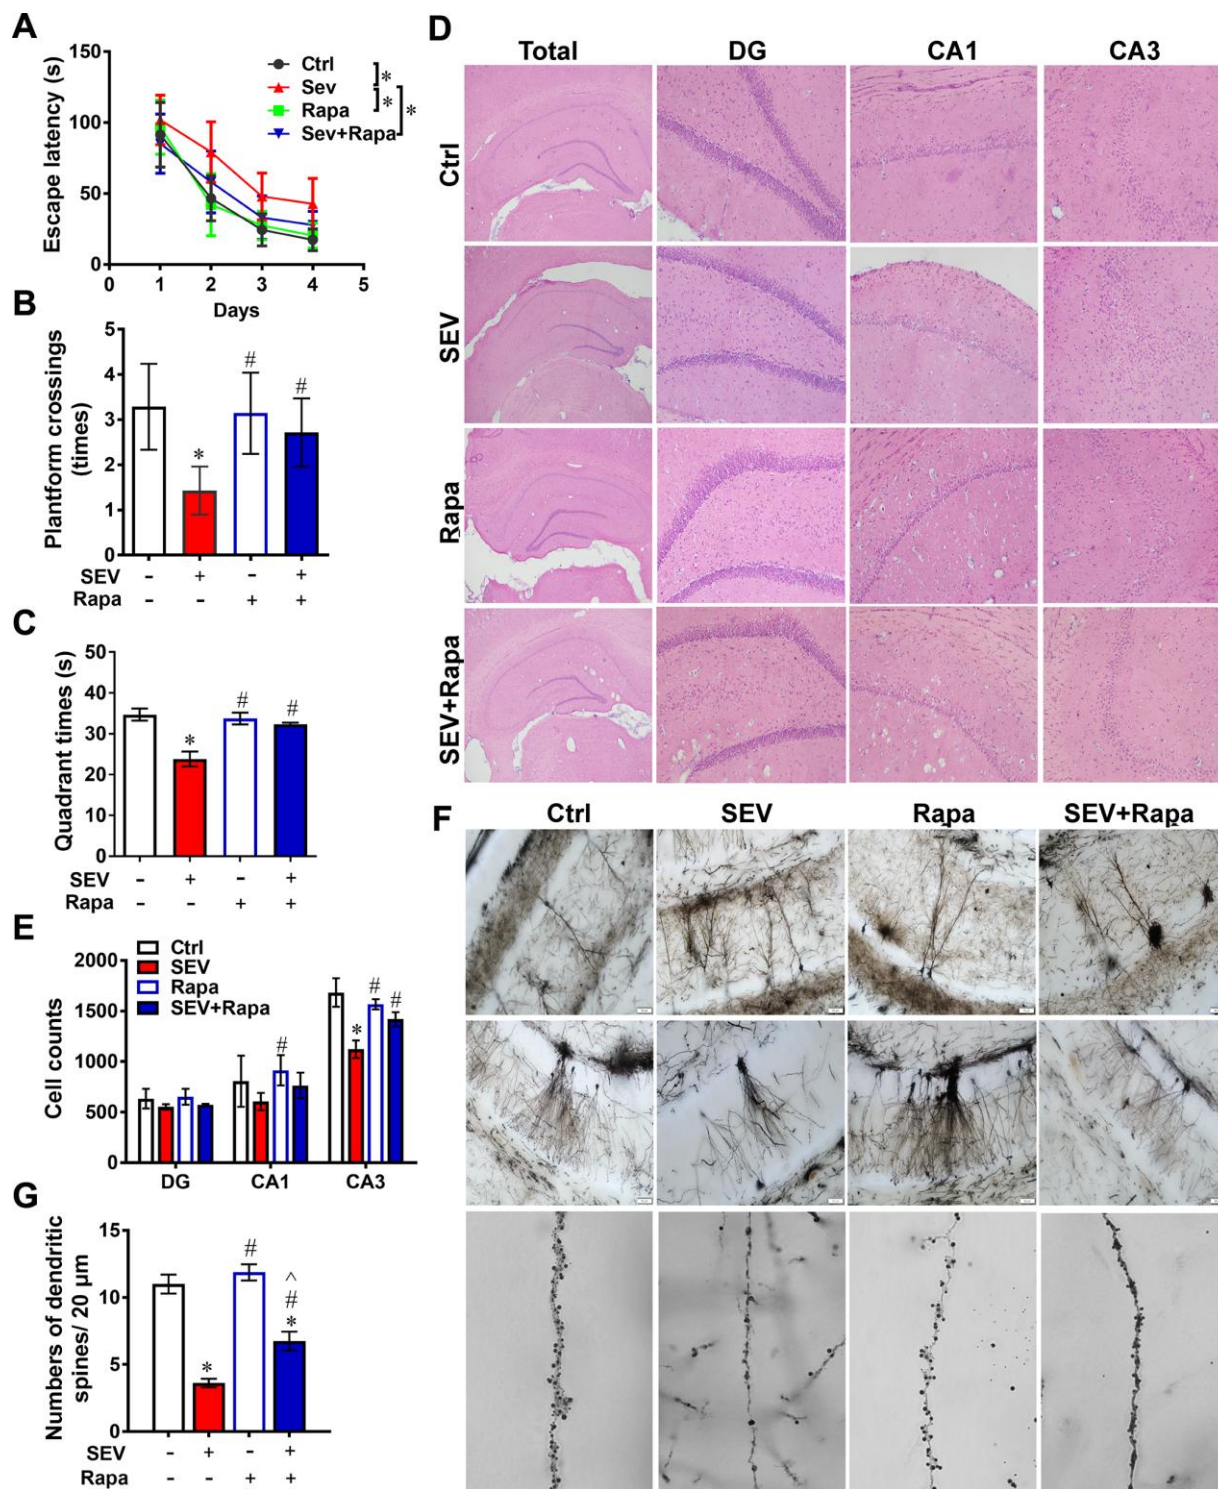 A
Escape latency (s)
150
100
50
0
0 1 2 3 4 5
Days
Ctrl
Sev
Rapa
Sev+Rapa
*
*
*
B
Plantform crossings
(times)
5
4
3
2
1
0
*
#
#
SEV - + - +
Rapa - - + +
C
Quadrant times (s)
50
40
30
20
10
0
*
#
#
SEV - + - +
Rapa - - + +
D
Total DG CA1 CA3
Ctrl
SEV
Rapa
SEV+Rapa
E
Ctrl
SEV
Rapa
SEV+Rapa
Cell counts
2000
1500
1000
500
0
#
*
#
#
DG CA1 CA3
F
Ctrl SEV Rapa SEV+Rapa
G
Numbers of dendritic
spines/ 20 μm
15
10
5
0
*
#
^
#
*
SEV - + - +
Rapa - - + +